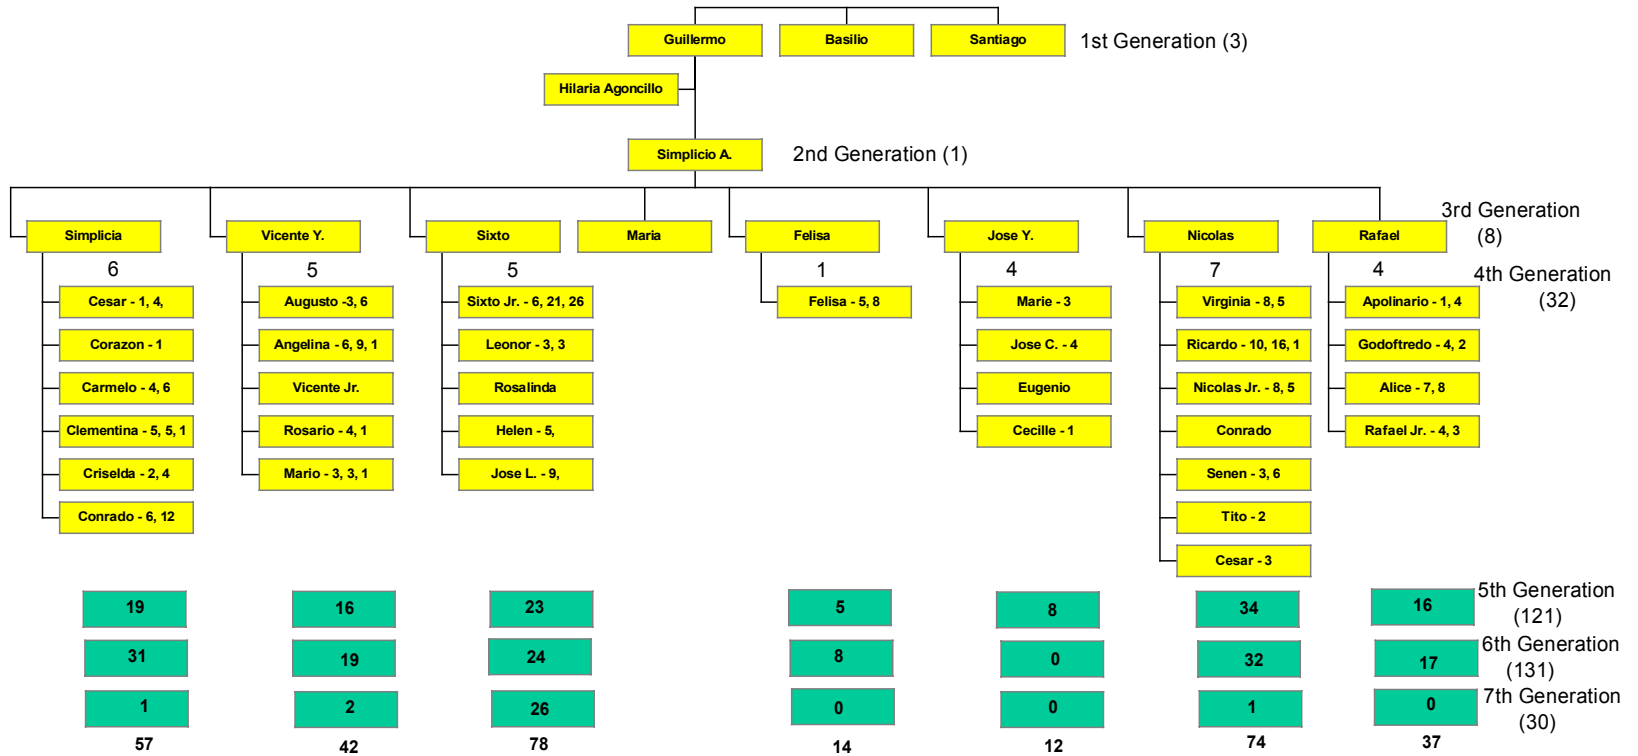 Guillermo
Basilio
Santiago
1st Generation (3)
Hilaria Agoncillo
Simplicio A.
2nd Generation (1)
3rd Generation
(8)
Simplicia
Vicente Y.
Sixto
Maria
Felisa
Jose Y.
Nicolas
Rafael
6
5
5
1
4
7
4
4th Generation
(32)
Cesar - 1, 4,
Augusto -3, 6
Sixto Jr. - 6, 21, 26
Felisa - 5, 8
Marie - 3
Virginia - 8, 5
Apolinario - 1, 4
Corazon - 1
Angelina - 6, 9, 1
Leonor - 3, 3
Jose C. - 4
Ricardo - 10, 16, 1
Godoftredo - 4, 2
Carmelo - 4, 6
Vicente Jr.
Rosalinda
Eugenio
Nicolas Jr. - 8, 5
Alice - 7, 8
Clementina - 5, 5, 1
Rosario - 4, 1
Helen - 5,
Cecille - 1
Conrado
Rafael Jr. - 4, 3
Criselda - 2, 4
Mario - 3, 3, 1
Jose L. - 9,
Senen - 3, 6
Conrado - 6, 12
Tito - 2
Cesar - 3
19
16
23
5
8
34
16
5th Generation
(121)
31
19
24
8
0
32
17
6th Generation
(131)
1
2
26
0
0
1
0
7th Generation
(30)
57
42
78
14
12
74
37